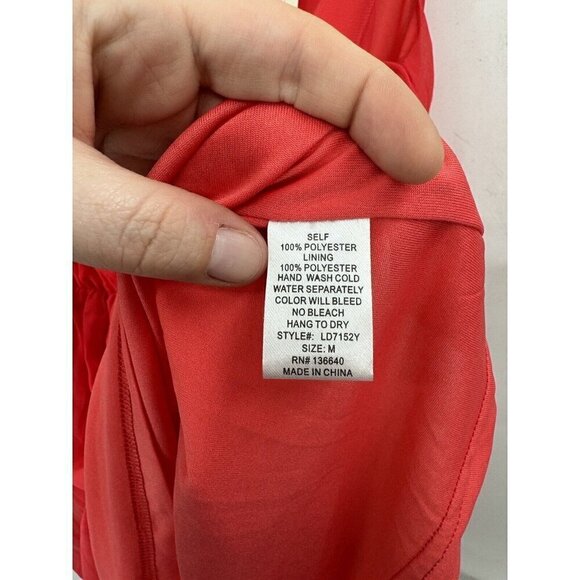 SELF
100% POLYESTER
LINING
100% POLYESTER
HAND WASH COLD
WATER SEPARATELY
COLOR WILL BLEED
NO BLEACH
HANG TO DRY
STYLE#: LD7152Y
SIZE: M
RN# 136640
MADE IN CHINA